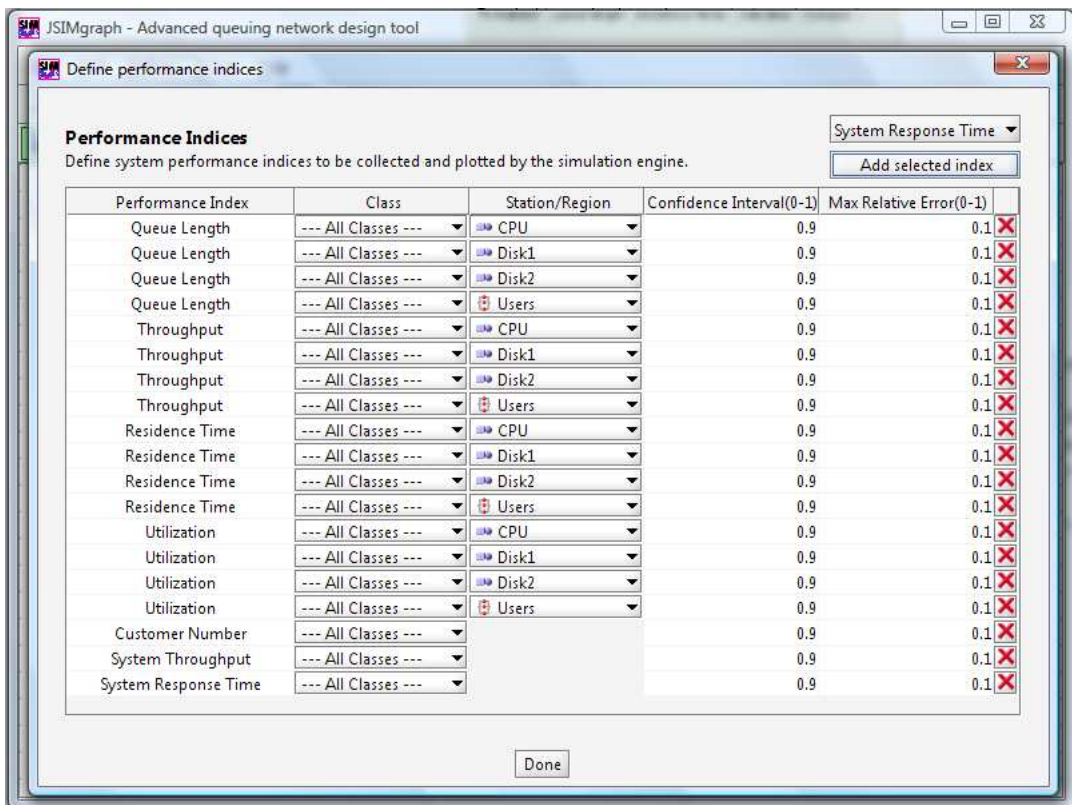 JSIMgraph - Advanced queuing network design tool
Define performance indices
System Response Time
Performance Indices
Define system performance indices to be collected and plotted by the simulation engine.
Add selected index
Performance Index Class Station/Region Confidence Interval(0-1) Max Relative Error(0-1)
Queue Length --- All Classes --- CPU 0.9 0.1
Queue Length --- All Classes --- Disk1 0.9 0.1
Queue Length --- All Classes --- Disk2 0.9 0.1
Queue Length --- All Classes --- Users 0.9 0.1
Throughput --- All Classes --- CPU 0.9 0.1
Throughput --- All Classes --- Disk1 0.9 0.1
Throughput --- All Classes --- Disk2 0.9 0.1
Throughput --- All Classes --- Users 0.9 0.1
Residence Time --- All Classes --- CPU 0.9 0.1
Residence Time --- All Classes --- Disk1 0.9 0.1
Residence Time --- All Classes --- Disk2 0.9 0.1
Residence Time --- All Classes --- Users 0.9 0.1
Utilization --- All Classes --- CPU 0.9 0.1
Utilization --- All Classes --- Disk1 0.9 0.1
Utilization --- All Classes --- Disk2 0.9 0.1
Utilization --- All Classes --- Users 0.9 0.1
Customer Number --- All Classes --- 0.9 0.1
System Throughput --- All Classes --- 0.9 0.1
System Response Time --- All Classes --- 0.9 0.1
Done